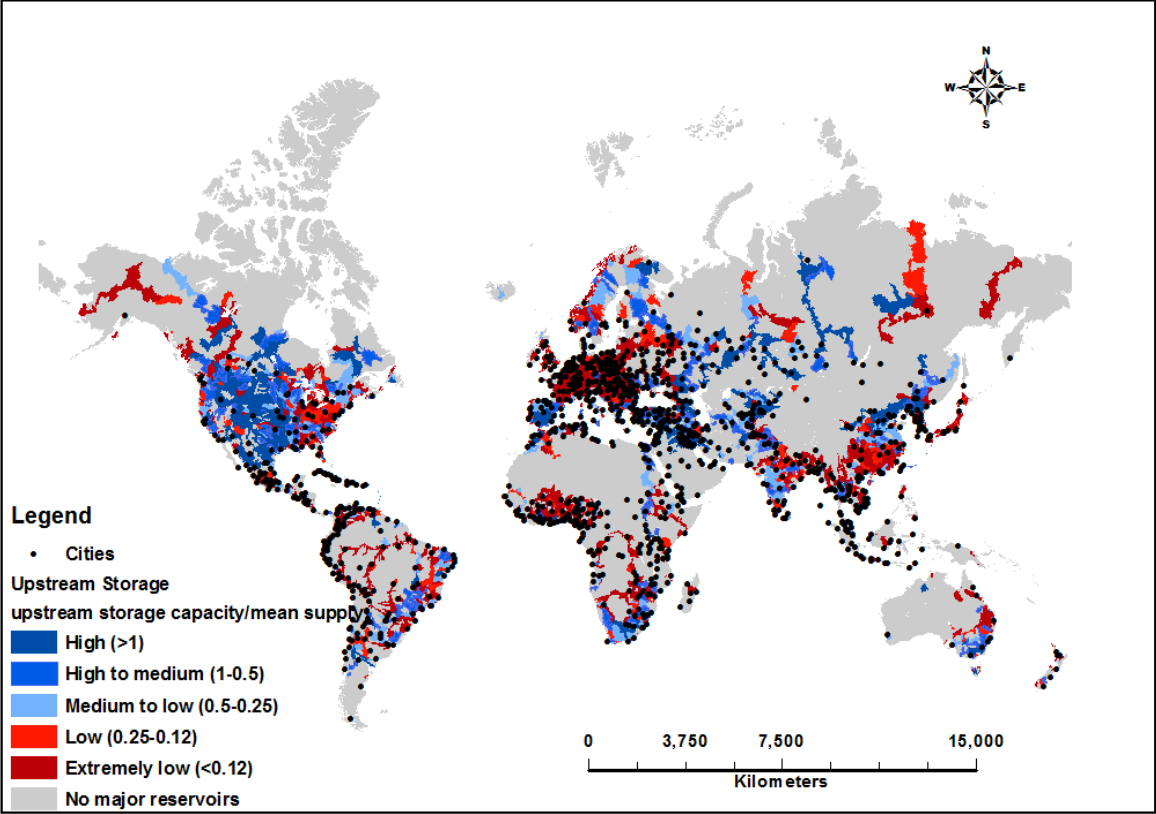 N
W E
S
Legend
Cities
Upstream Storage
upstream storage capacity/mean supply
High (>1)
High to medium (1-0.5)
Medium to low (0.5-0.25)
Low (0.25-0.12)
Extremely low (<0.12)
No major reservoirs
0 3,750 7,500 15,000
Kilometers